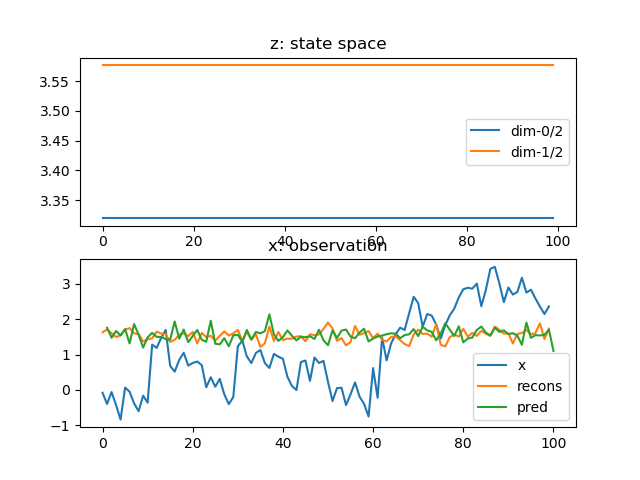 z: state space
3.55
3.50
3.45
3.40
3.35
dim-0/2
dim-1/2
0 20 40 60 80 100
x: observation
3
2
1
0
−1
x
recons
pred
0 20 40 60 80 100